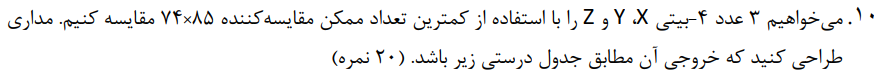 ۱۰. می‌خواهیم ۳ عدد ۴-بیتی X، Y و Z را با استفاده از کمترین تعداد ممکن مقایسه‌کننده ۷۴×۸۵ مقایسه کنیم. مداری
طراحی کنید که خروجی آن مطابق جدول درستی زیر باشد. (۲۰ نمره)